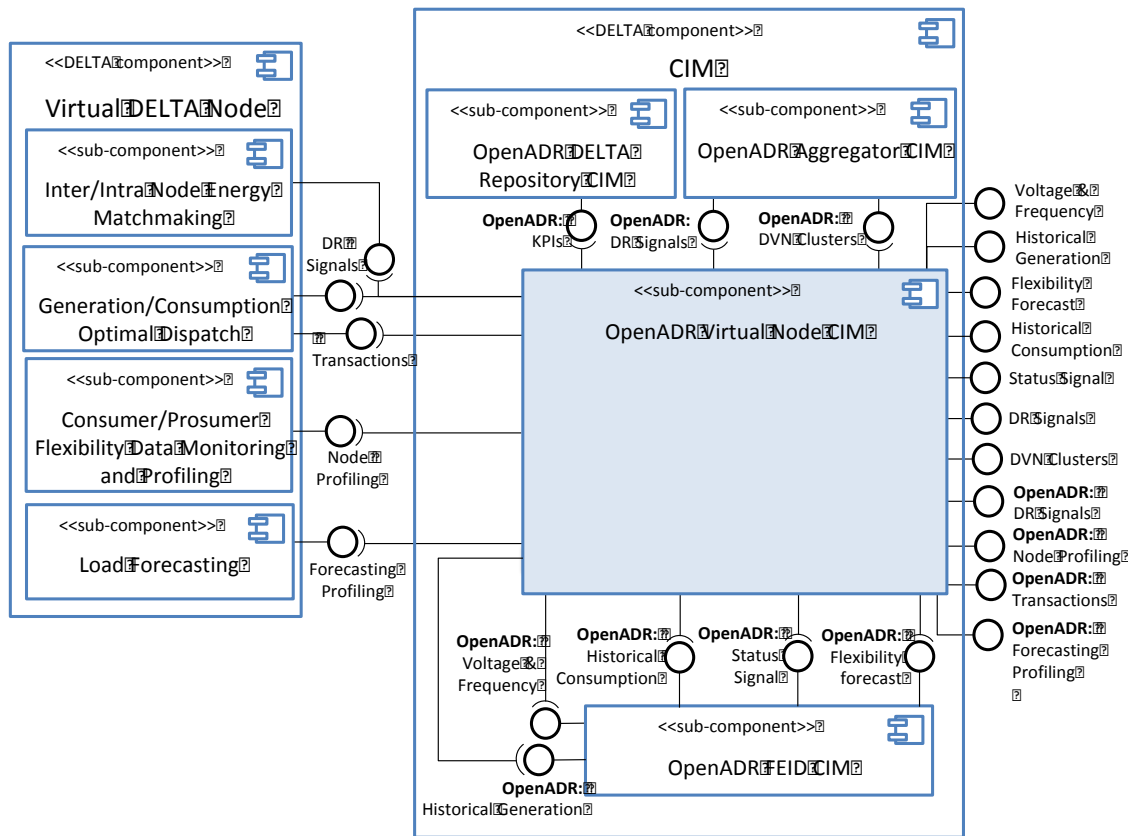 <<DELTA component>>
Virtual DELTA Node
<<sub-component>>
Inter/Intra Node Energy
Matchmaking
<<sub-component>>
Generation/Consumption
Optimal Dispatch
<<sub-component>>
Consumer/Prosumer
Flexibility Data Monitoring
and Profiling
<<sub-component>>
Load Forecasting
DR
Signals
Transactions
Node
Profiling
Forecasting
Profiling
<<DELTA component>>
CIM
<<sub-component>>
OpenADR DELTA
Repository CIM
<<sub-component>>
OpenADR Aggregator CIM
OpenADR:
KPIs
OpenADR:
DR Signals
OpenADR:
DVN Clusters
<<sub-component>>
OpenADR Virtual Node CIM
OpenADR:
Voltage &
Frequency
OpenADR:
Historical
Consumption
OpenADR:
Status
Signal
OpenADR:
Flexibility
forecast
<<sub-component>>
OpenADR FEID CIM
OpenADR:
Historical Generation
Voltage &
Frequency
Historical
Generation
Flexibility
Forecast
Historical
Consumption
Status Signal
DR Signals
DVN Clusters
OpenADR:
DR Signals
OpenADR:
Node Profiling
OpenADR:
Transactions
OpenADR:
Forecasting
Profiling